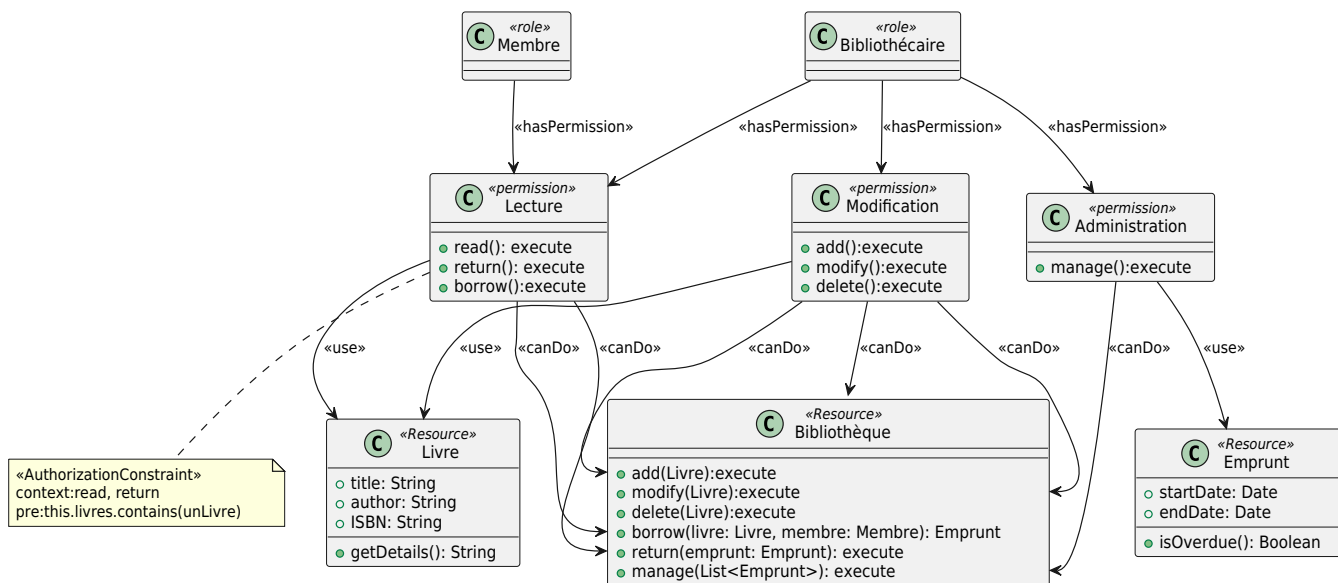 «role»
C Membre
«role»
C Bibliothécaire
«hasPermission»
«hasPermission»
«hasPermission»
«hasPermission»
«permission»
C Lecture
read(): execute
return(): execute
borrow():execute
«permission»
C Modification
add():execute
modify():execute
delete():execute
«permission»
C Administration
manage():execute
«use»
«use»
«canDo»
«canDo»
«canDo»
«canDo»
«canDo»
«canDo»
«use»
«AuthorizationConstraint»
context:read, return
pre:this.livres.contains(unLivre)
«Resource»
C Livre
title: String
author: String
ISBN: String
getDetails(): String
«Resource»
C Bibliothèque
add(Livre):execute
modify(Livre):execute
delete(Livre):execute
borrow(livre: Livre, membre: Membre): Emprunt
return(emprunt: Emprunt): execute
manage(List<Emprunt>): execute
«Resource»
C Emprunt
startDate: Date
endDate: Date
isOverdue(): Boolean